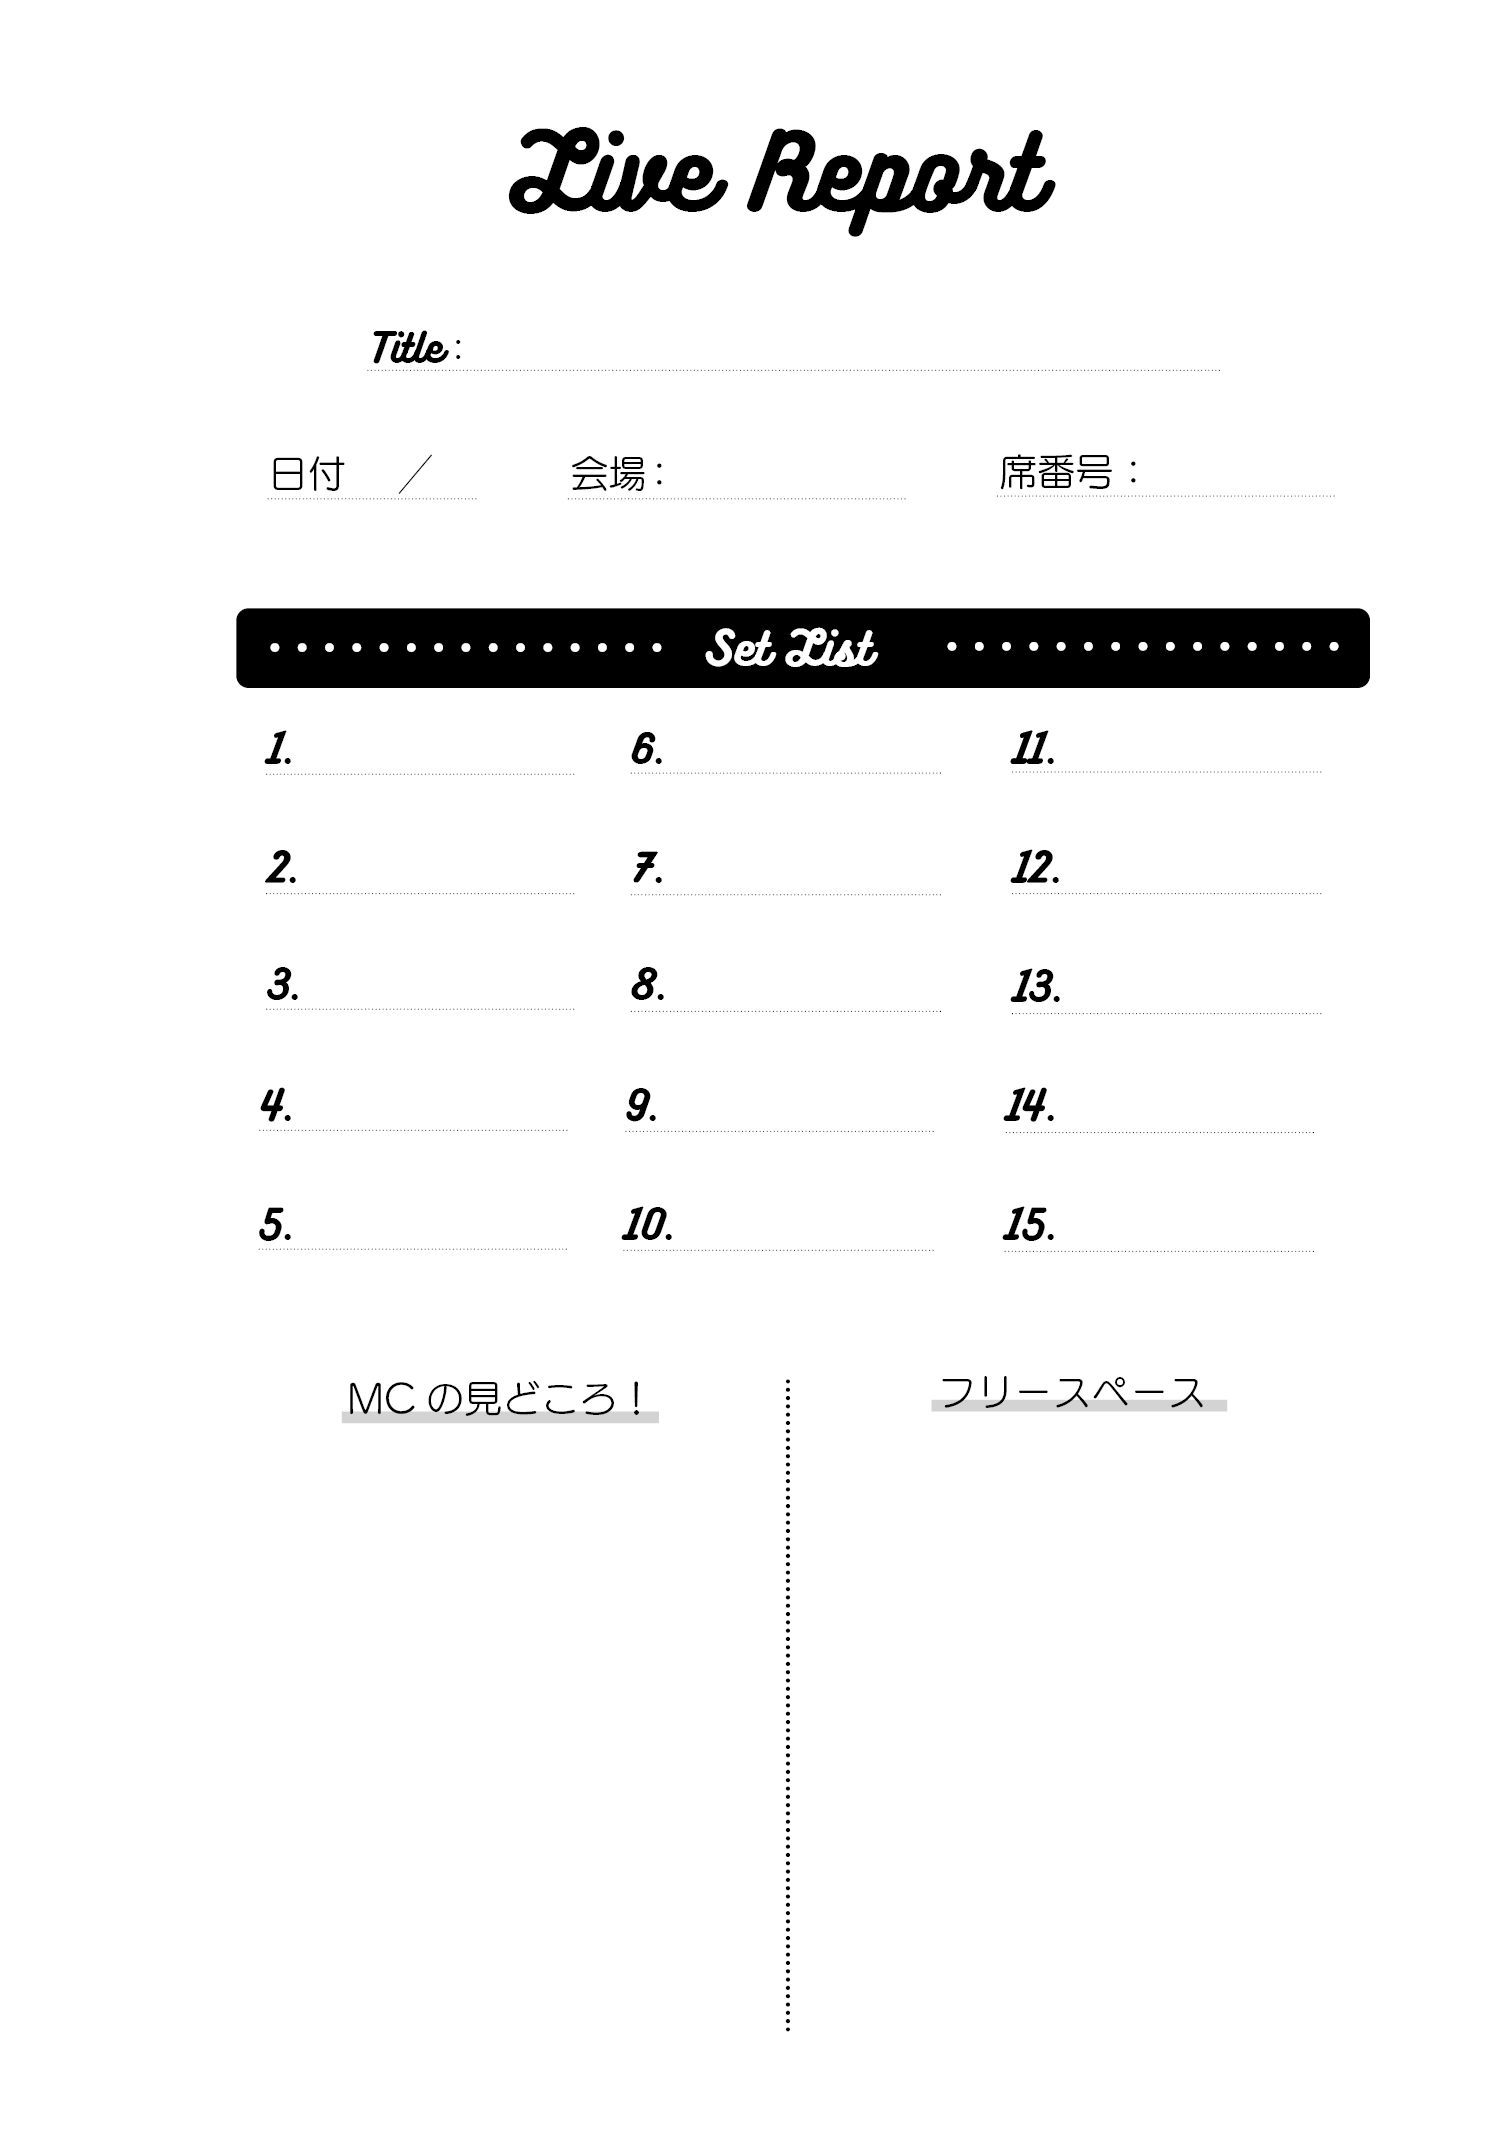 Live Report
Title:
日付 ／ 会場: 席番号:
Set List
1. 6. 11.
2. 7. 12.
3. 8. 13.
4. 9. 14.
5. 10. 15.
MCの見どころ！ フリースペース